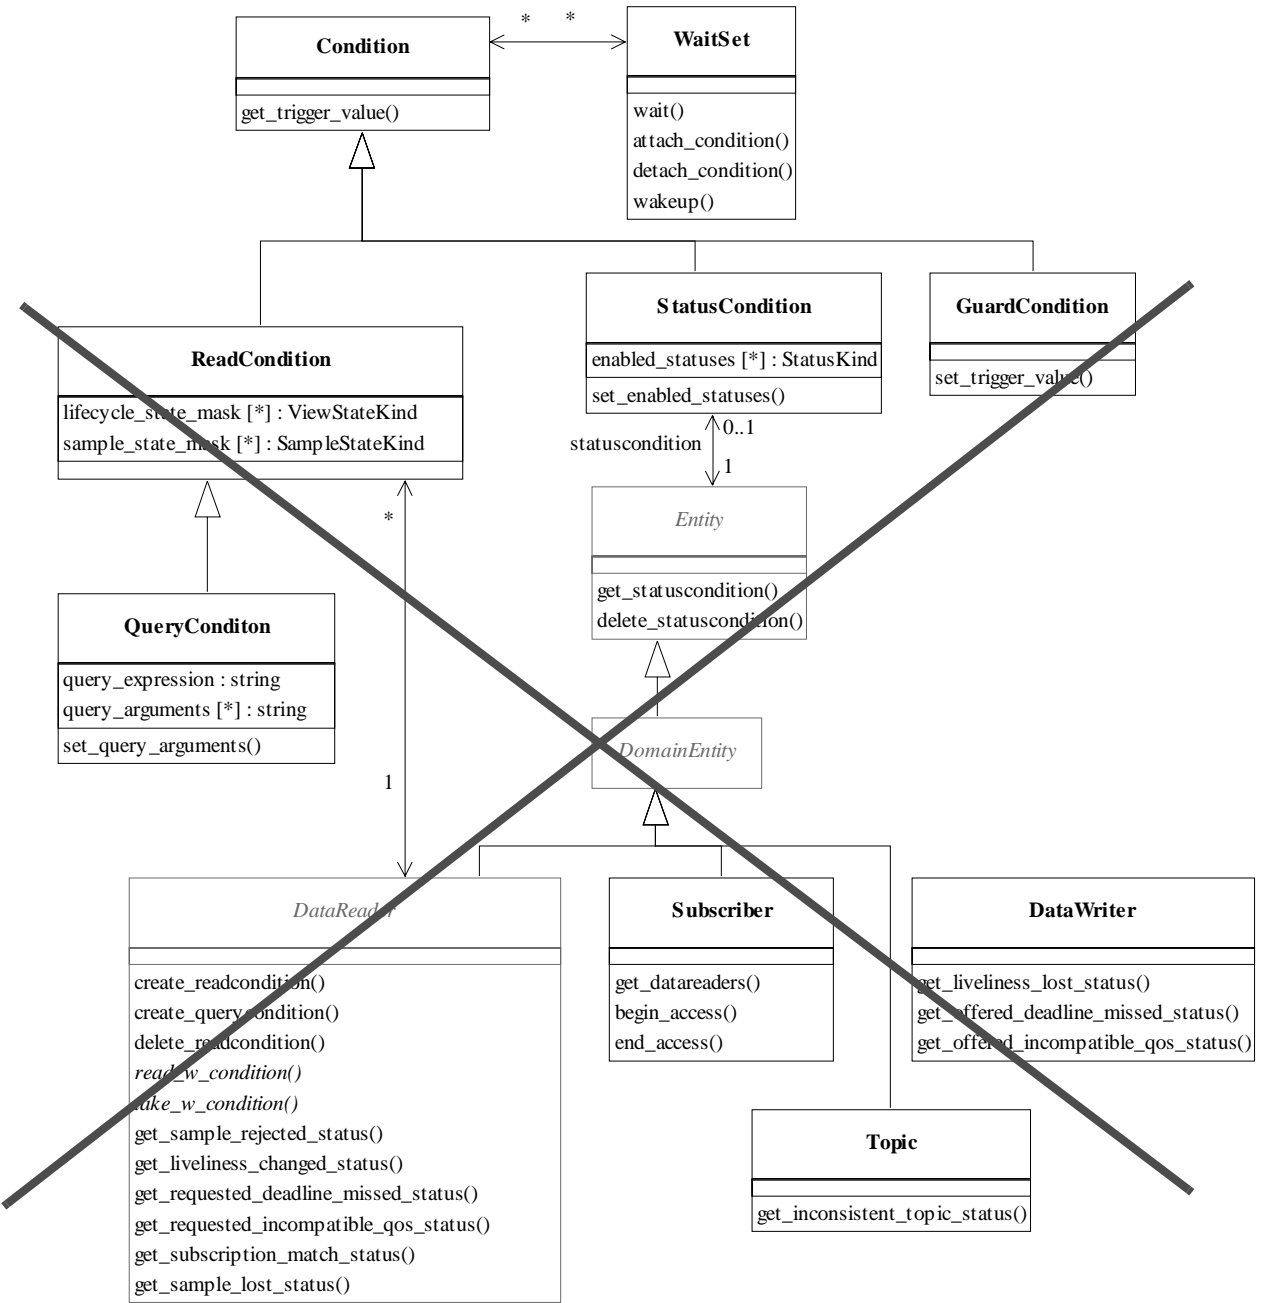 * *
Condition
get_trigger_value()
WaitSet
wait()
attach_condition()
detach_condition()
wakeup()
ReadCondition
lifecycle_state_mask [*] : ViewStateKind
sample_state_mask [*] : SampleStateKind
StatusCondition
enabled_statuses [*] : StatusKind
set_enabled_statuses()
GuardCondition
set_trigger_value()
statuscondition
0..1
1
*
Entity
get_statuscondition()
delete_statuscondition()
QueryConditon
query_expression : string
query_arguments [*] : string
set_query_arguments()
DomainEntity
1
DataReader
create_readcondition()
create_querycondition()
delete_readcondition()
read_w_condition()
take_w_condition()
get_sample_rejected_status()
get_liveliness_changed_status()
get_requested_deadline_missed_status()
get_requested_incompatible_qos_status()
get_subscription_match_status()
get_sample_lost_status()
Subscriber
get_datareaders()
begin_access()
end_access()
DataWriter
get_liveliness_lost_status()
get_offered_deadline_missed_status()
get_offered_incompatible_qos_status()
Topic
get_inconsistent_topic_status()